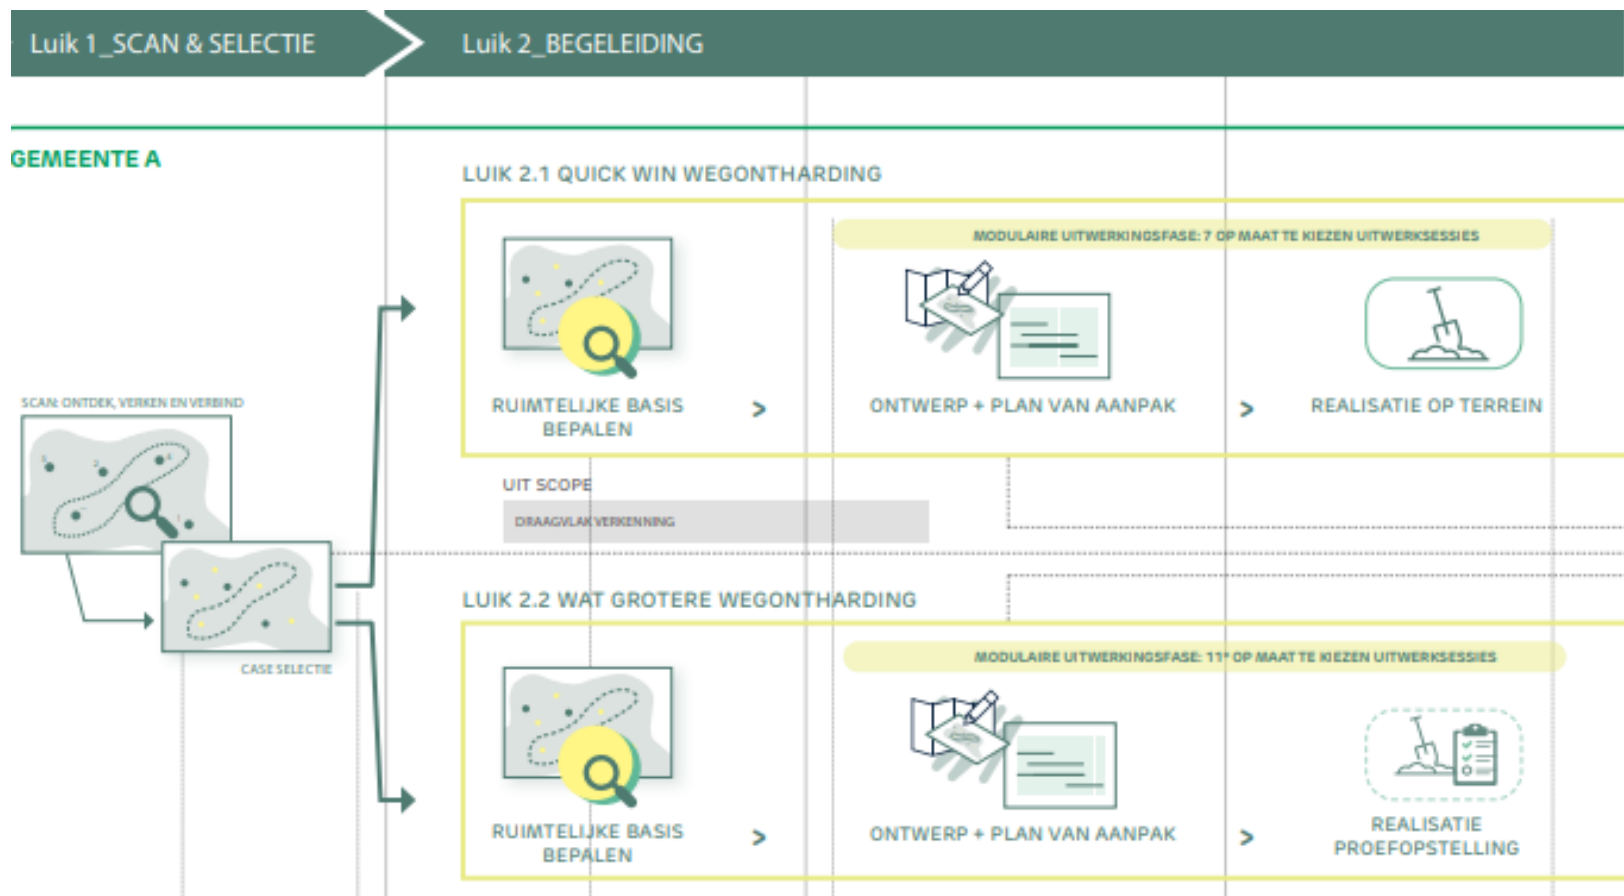 Luik 1_SCAN & SELECTIE
Luik 2_BEGELEIDING
GEMEENTE A
LUIK 2.1 QUICK WIN WEGONTHARDING
MODULAIRE UITWERKINGSFASE: 7 OP MAAT TE KIEZEN UITWERKSESSIES
RUIMTELIJKE BASIS
BEPALEN
>
ONTWERP + PLAN VAN AANPAK
>
REALISATIE OP TERREIN
SCAN: ONTDEK, VERKEN EN VERBIND
UIT SCOPE
DRAAGVLAK VERKENNING
CASE SELECTIE
LUIK 2.2 WAT GROTERE WEGONTHARDING
MODULAIRE UITWERKINGSFASE: 11* OP MAAT TE KIEZEN UITWERKSESSIES
RUIMTELIJKE BASIS
BEPALEN
>
ONTWERP + PLAN VAN AANPAK
>
REALISATIE
PROEFOPSTELLING